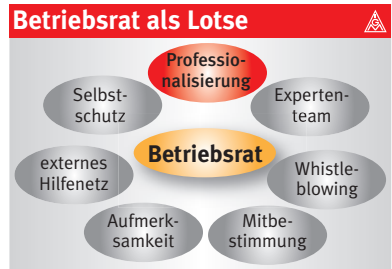 Betriebsrat als Lotse
Professio-
nalisierung
Selbst-
schutz
Experten-
team
Betriebsrat
externes
Hilfenetz
Whistle-
blowing
Aufmerk-
samkeit
Mitbe-
stimmung